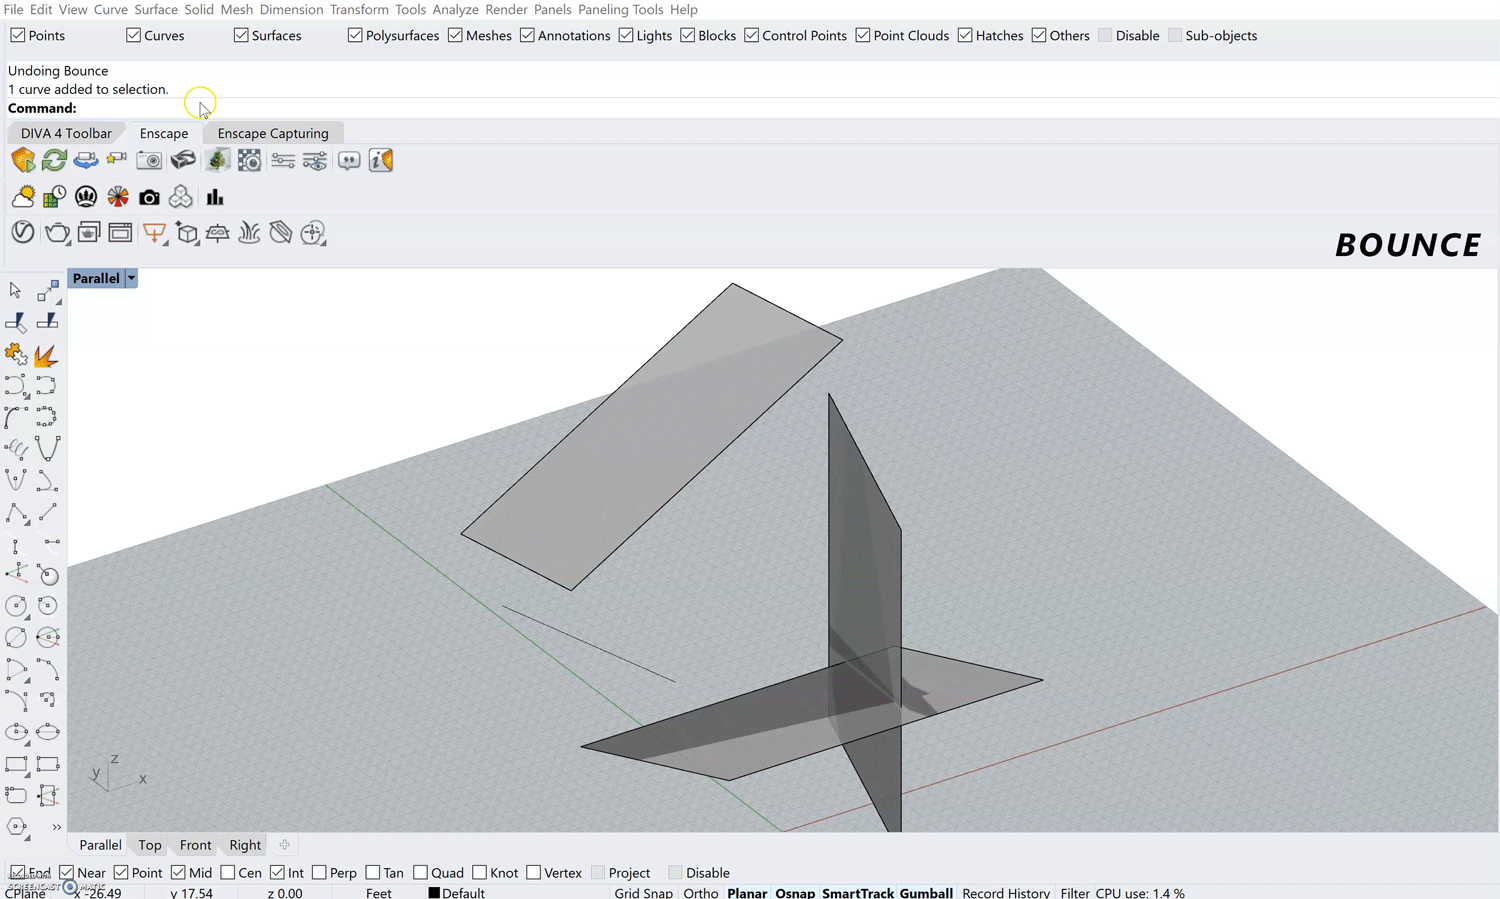 File Edit View Curve Surface Solid Mesh Dimension Transform Tools Analyze Render Panels Paneling Tools Help
Points Curves Surfaces Polysurfaces Meshes Annotations Lights Blocks Control Points Point Clouds Hatches Others Disable Sub-objects
Undoing Bounce
1 curve added to selection.
Command:
DIVA 4 Toolbar Enscape Enscape Capturing
BOUNCE
Parallel
z
y
x
Parallel Top Front Right
End Near Point Mid Cen Int Perp Tan Quad Knot Vertex Project Disable
SCREENCAST MATIC
CPlane x -26.49 y 17.54 z 0.00 Feet Default Grid Snap Ortho Planar Osnap SmartTrack Gumball Record History Filter CPU use: 1.4 %